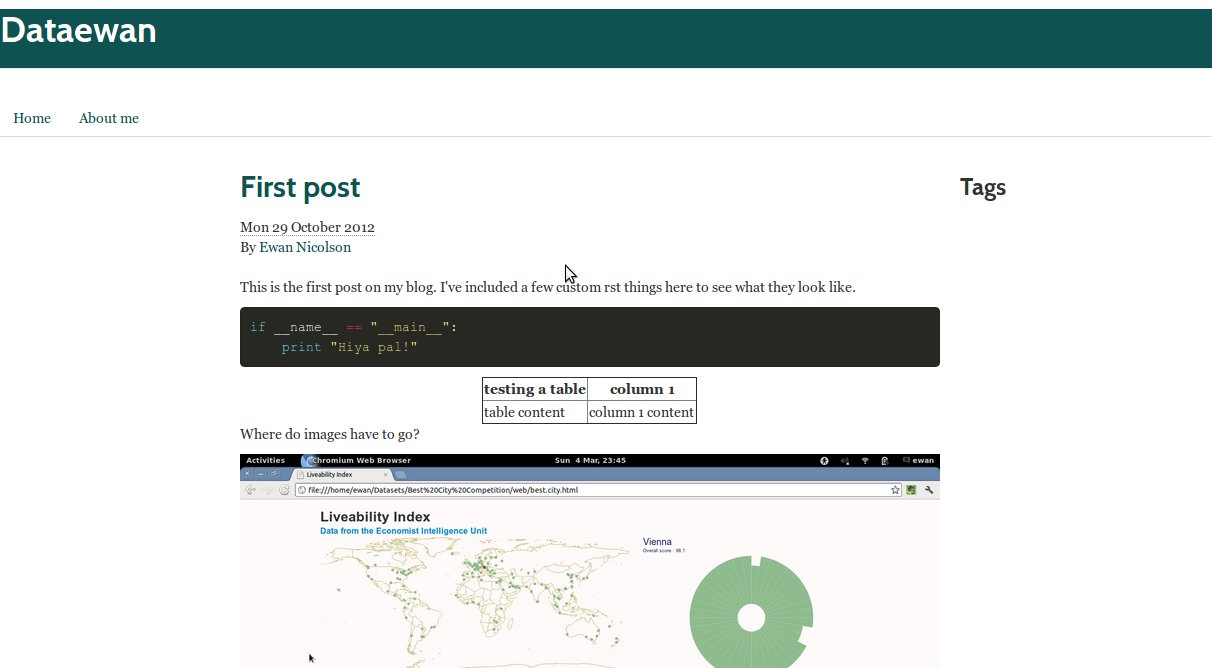 Dataewan
Home About me
First post
Tags
Mon 29 October 2012
By Ewan Nicolson
This is the first post on my blog. I've included a few custom rst things here to see what they look like.
if __name__ == "__main__":
print "Hiya pal!"
testing a table column 1
table content column 1 content
Where do images have to go?
Activities Chromium Web Browser Sun 4 Mar, 23:45 ewan
Liveability Index
file:///home/ewan/Datasets/Best%20City%20Competition/web/best.city.html
Liveability Index
Data from the Economist Intelligence Unit
Vienna
Overall score : 98.1